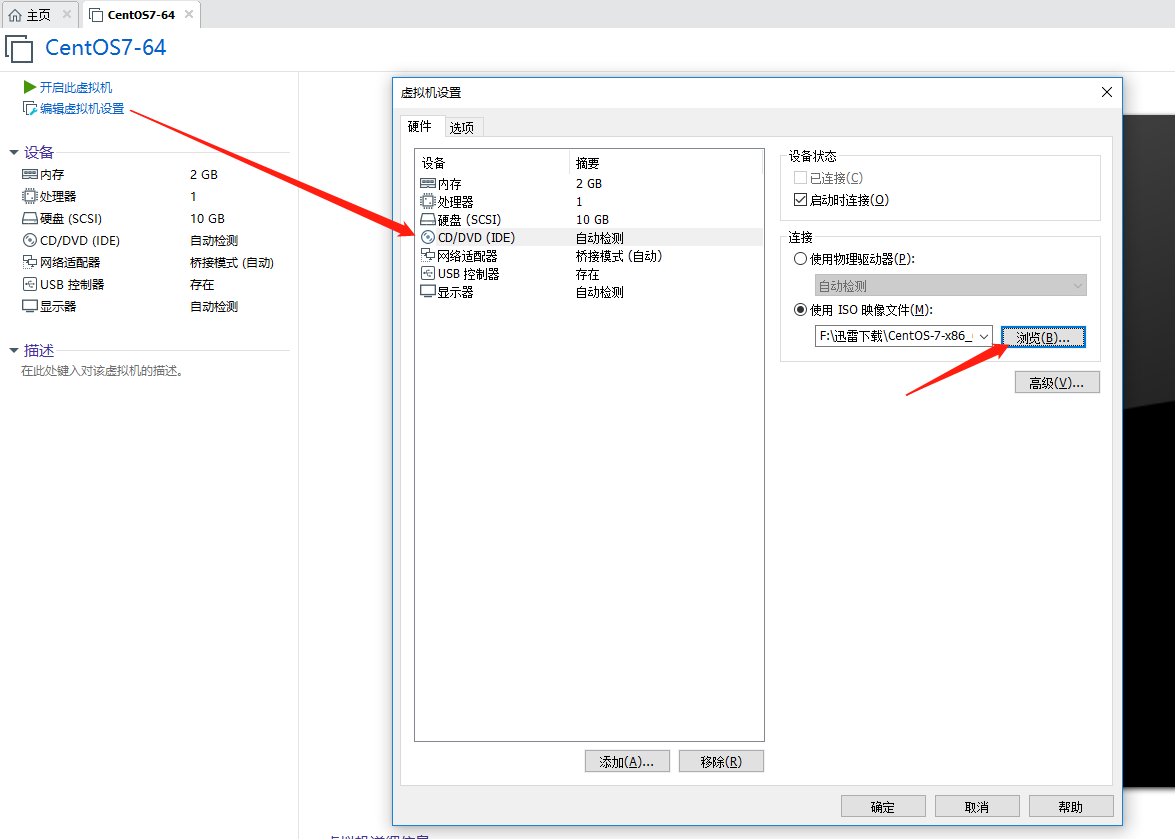 主页
CentOS7-64
CentOS7-64
开启此虚拟机
编辑虚拟机设置
设备
内存 2 GB
处理器 1
硬盘 (SCSI) 10 GB
CD/DVD (IDE) 自动检测
网络适配器 桥接模式 (自动)
USB 控制器 存在
显示器 自动检测
描述
在此处键入对该虚拟机的描述。
虚拟机设置
硬件 选项
设备 摘要
内存 2 GB
处理器 1
硬盘 (SCSI) 10 GB
CD/DVD (IDE) 自动检测
网络适配器 桥接模式 (自动)
USB 控制器 存在
显示器 自动检测
添加(A)...
移除(R)
设备状态
已连接(C)
启动时连接(O)
连接
使用物理驱动器(P):
自动检测
使用 ISO 映像文件(M):
F:\迅雷下载\CentOS-7-x86_
浏览(B)...
高级(V)...
确定
取消
帮助
虚拟机详细信息